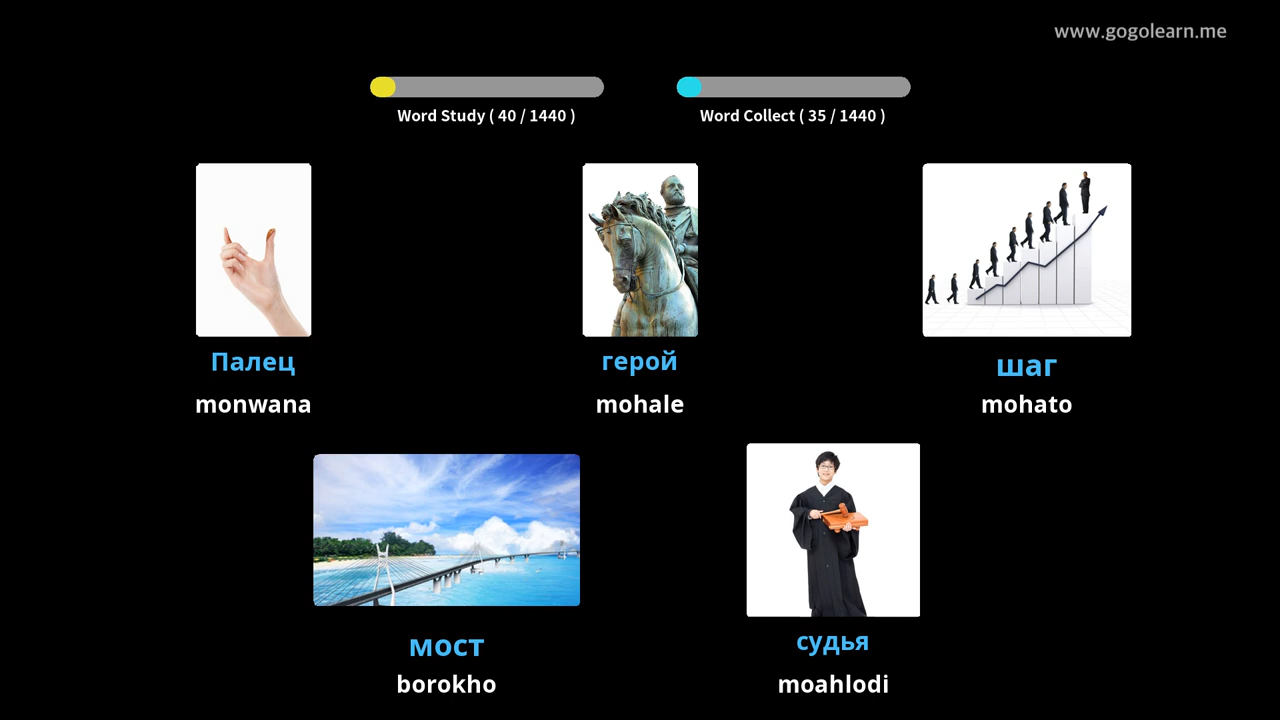 www.gogolearn.me
Word Study ( 40 / 1440 )
Word Collect ( 35 / 1440 )
Палец
герой
шаг
monwana
mohale
mohato
мост
судья
borokho
moahlodi